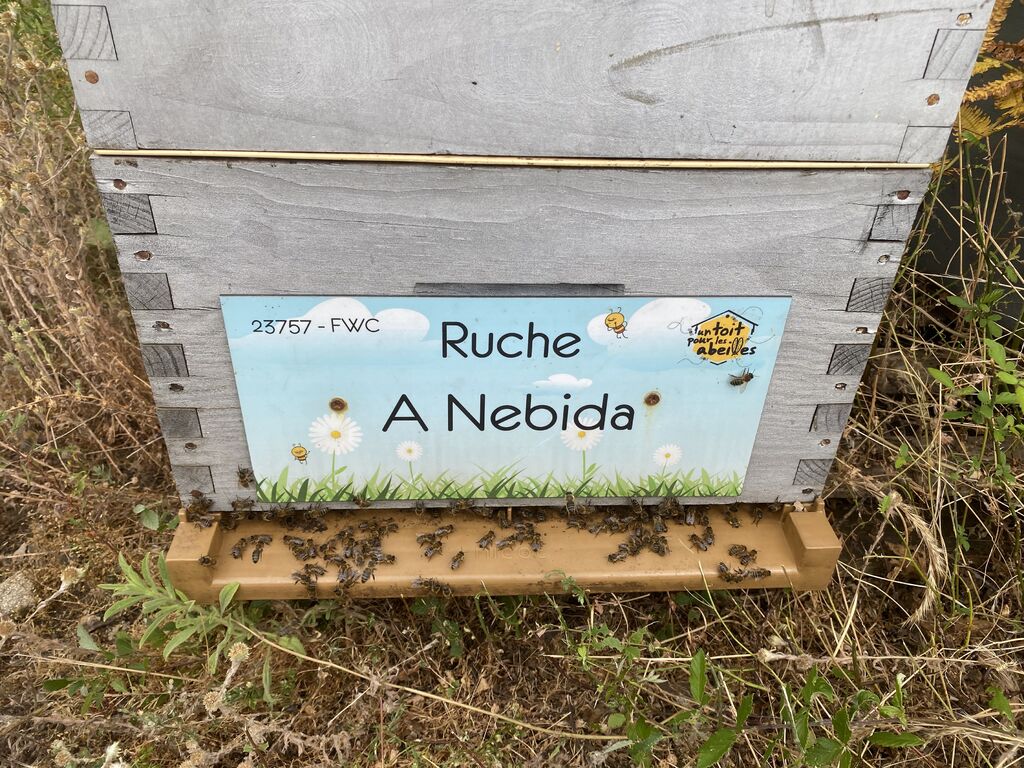 23757 - FWC
Ruche
A Nebida
un toit
pour les
abeilles